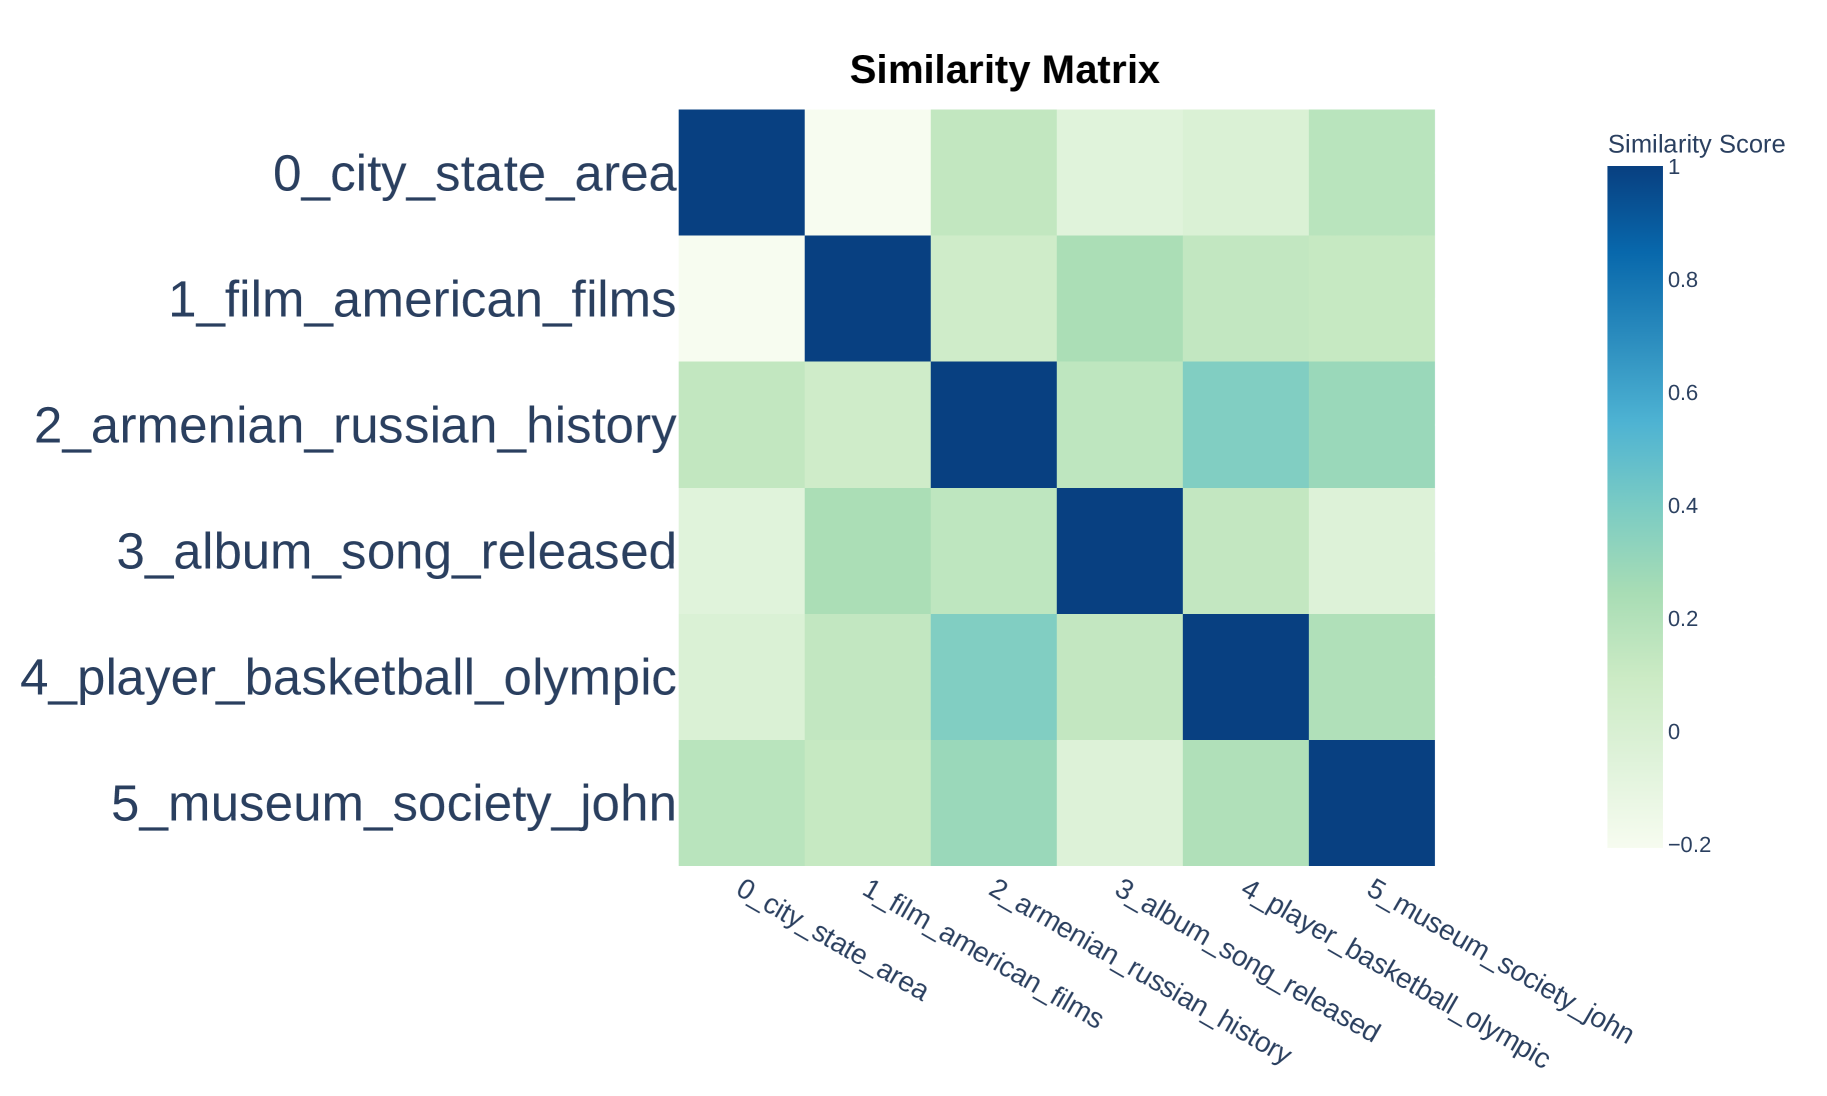 Similarity Matrix
0_city_state_area
1_film_american_films
2_armenian_russian_history
3_album_song_released
4_player_basketball_olympic
5_museum_society_john
0_city_state_area
1_film_american_films
2_armenian_russian_history
3_album_song_released
4_player_basketball_olympic
5_museum_society_john
Similarity Score
1
0.8
0.6
0.4
0.2
0
−0.2